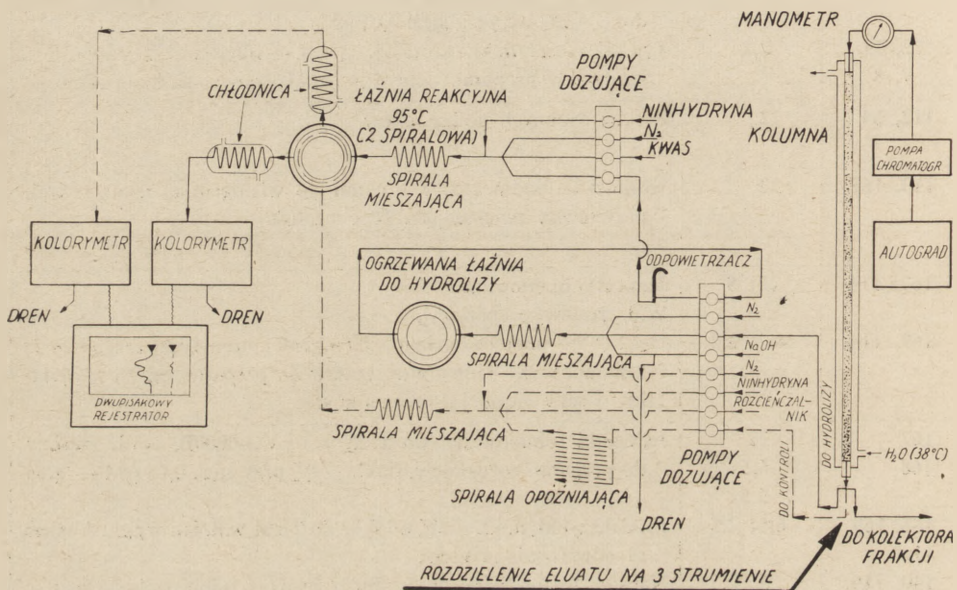 MANOMETR
POMPY
DOZUJĄCE
CHŁODNICA
ŁAŹNIA REAKCYJNA
95°C
(2 SPIRALOWA)
NINHYDRYNA
N₂
KWAS
KOLUMNA
POMPA
CHROMATOGR.
SPIRALA
MIESZAJĄCA
KOLORYMETR
KOLORYMETR
AUTOGRAD
OGRZEWANA ŁAŹNIA
DO HYDROLIZY
ODPOWIETRZACZ
DREN
DREN
N₂
NaOH
SPIRALA MIESZAJĄCA
N₂
NINHYDRYNA
ROZCIEŃCZAL-
NIK
DWUPISAKOWY
REJESTRATOR
SPIRALA MIESZAJĄCA
DO HYDROLIZY
H₂O (38°C)
POMPY
DOZUJĄCE
SPIRALA OPÓŹNIAJĄCA
DO KONTROLI
DREN
DO KOLEKTORA
FRAKCJI
ROZDZIELENIE ELUATU NA 3 STRUMIENIE